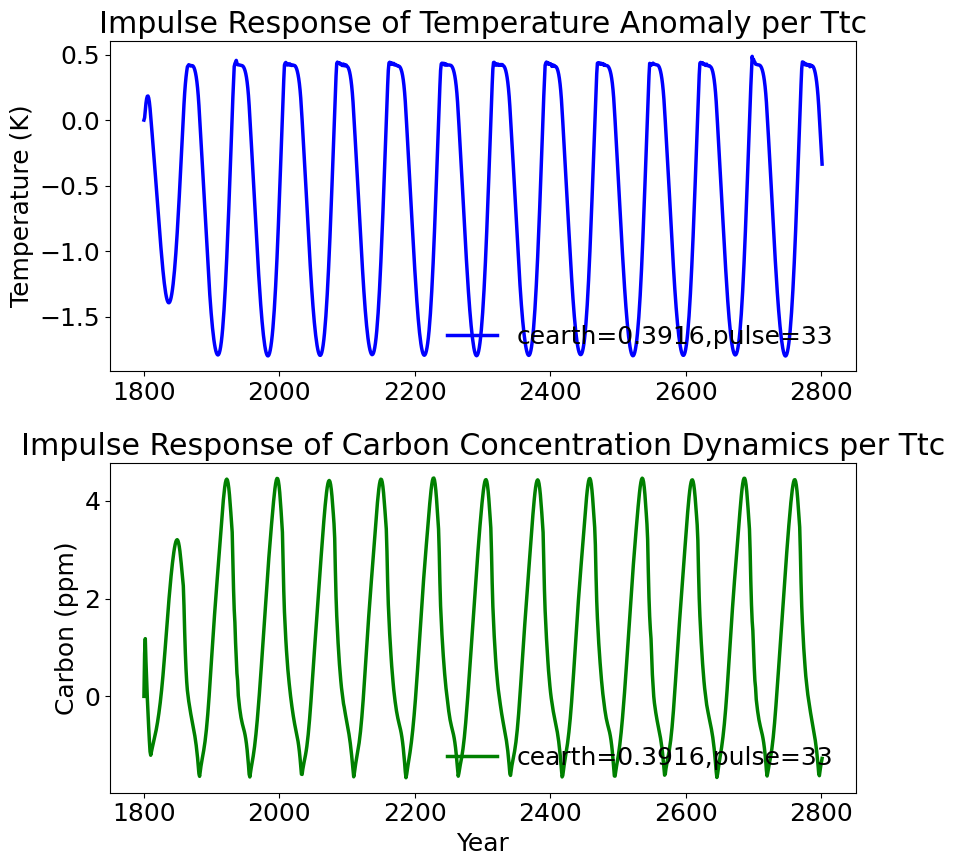 Impulse Response of Temperature Anomaly per Ttc
Temperature (K)
0.5
0.0
−0.5
−1.0
−1.5
cearth=0.3916,pulse=33
1800 2000 2200 2400 2600 2800
Impulse Response of Carbon Concentration Dynamics per Ttc
Carbon (ppm)
4
2
0
cearth=0.3916,pulse=33
1800 2000 2200 2400 2600 2800
Year